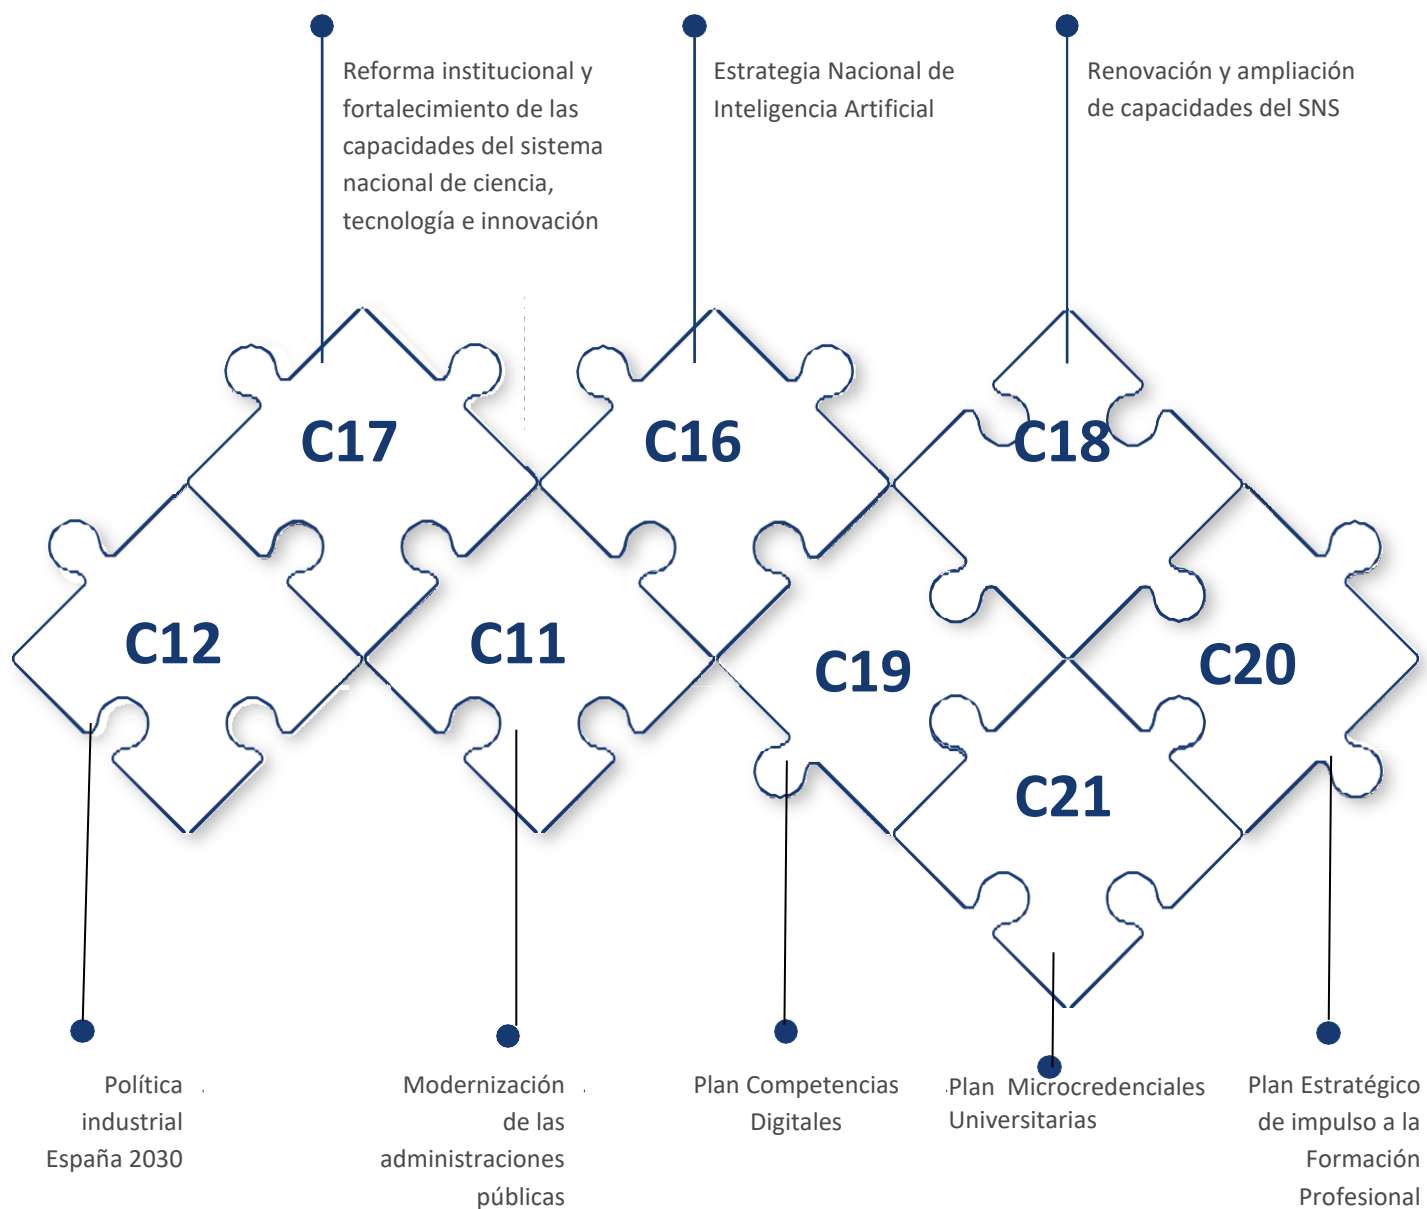 Reforma institucional y
fortalecimiento de las
capacidades del sistema
nacional de ciencia,
tecnología e innovación
Estrategia Nacional de
Inteligencia Artificial
Renovación y ampliación
de capacidades del SNS
C17
C16
C18
C12
C11
C19
C20
C21
Política
industrial
España 2030
Modernización
de las
administraciones
públicas
Plan Competencias
Digitales
Plan Microcredenciales
Universitarias
Plan Estratégico
de impulso a la
Formación
Profesional